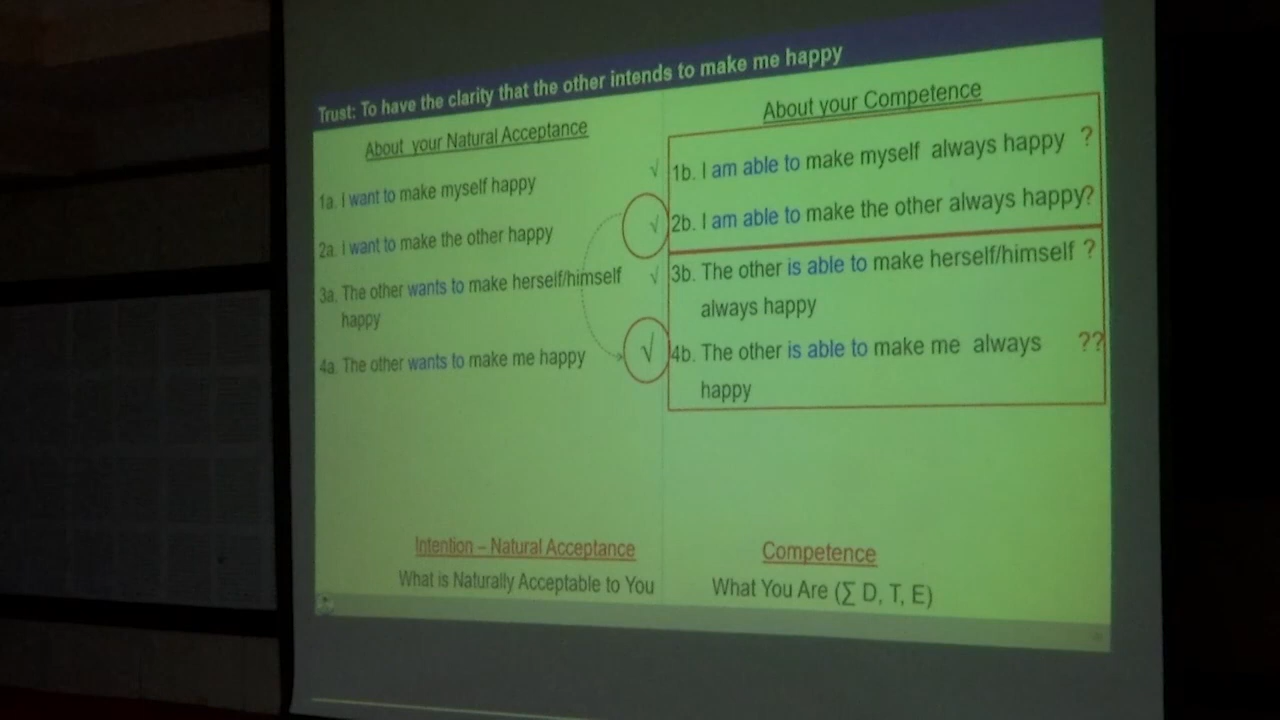 Trust: To have the clarity that the other intends to make me happy
About your Natural Acceptance
1a. I want to make myself happy √
2a. I want to make the other happy √
3a. The other wants to make herself/himself √
happy
4a. The other wants to make me happy √
About your Competence
1b. I am able to make myself always happy ?
2b. I am able to make the other always happy?
3b. The other is able to make herself/himself ?
always happy
4b. The other is able to make me always ??
happy
Intention – Natural Acceptance
What is Naturally Acceptable to You
Competence
What You Are (∑ D, T, E)